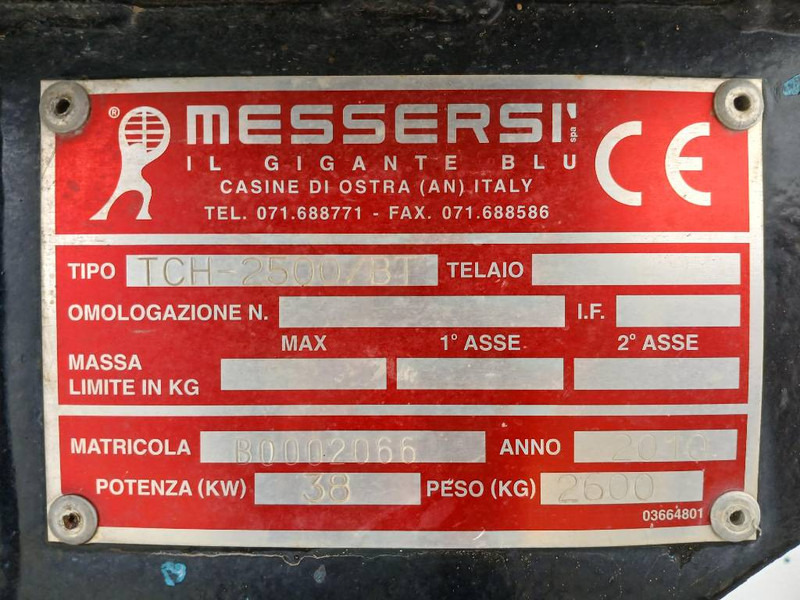 ® MESSERSI' spa
IL GIGANTE BLU
CASINE DI OSTRA (AN) ITALY
TEL. 071.688771 - FAX. 071.688586
CE
TIPO TCH-2500/BT TELAIO
OMOLOGAZIONE N. I.F.
MAX 1° ASSE 2° ASSE
MASSA
LIMITE IN KG
MATRICOLA B0002066 ANNO
POTENZA (KW) 38 PESO (KG) 2600
03664801